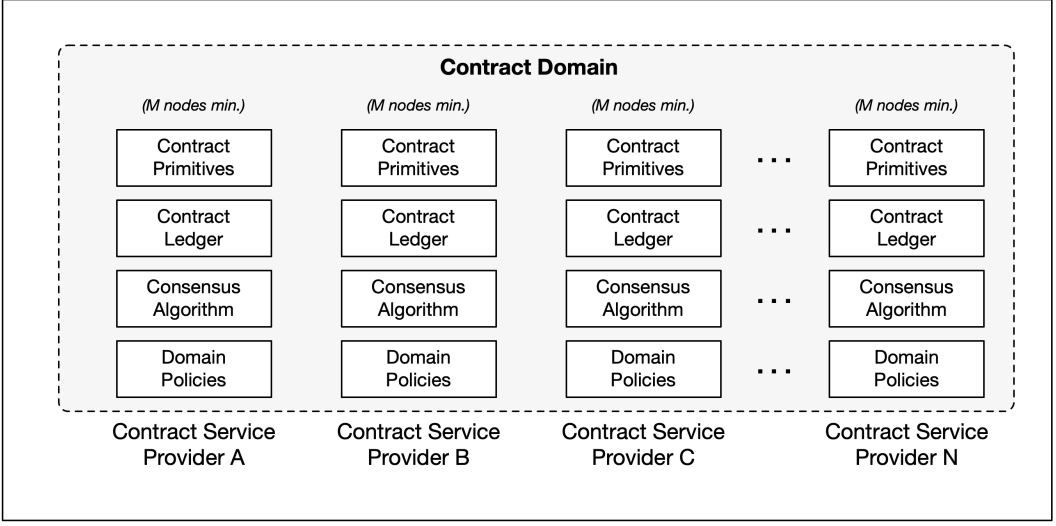 Contract Domain
(M nodes min.) (M nodes min.) (M nodes min.) (M nodes min.)
Contract Contract Contract Contract
Primitives Primitives Primitives ... Primitives
Contract Contract Contract Contract
Ledger Ledger Ledger ... Ledger
Consensus Consensus Consensus Consensus
Algorithm Algorithm Algorithm ... Algorithm
Domain Domain Domain Domain
Policies Policies Policies ... Policies
Contract Service Contract Service Contract Service Contract Service
Provider A Provider B Provider C Provider N